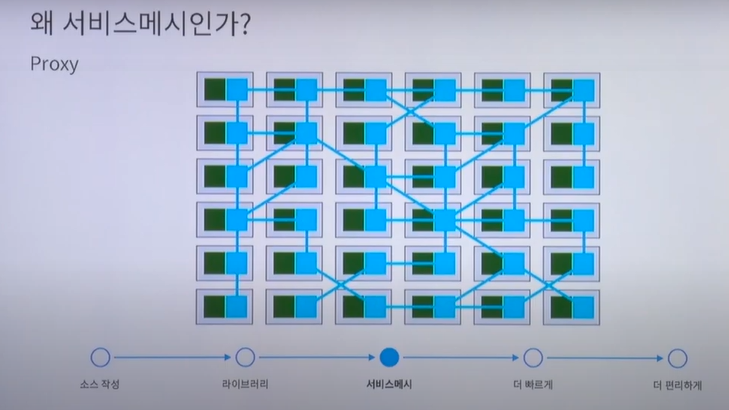 왜 서비스메시인가?
Proxy
소스 작성
라이브러리
서비스메시
더 빠르게
더 편리하게